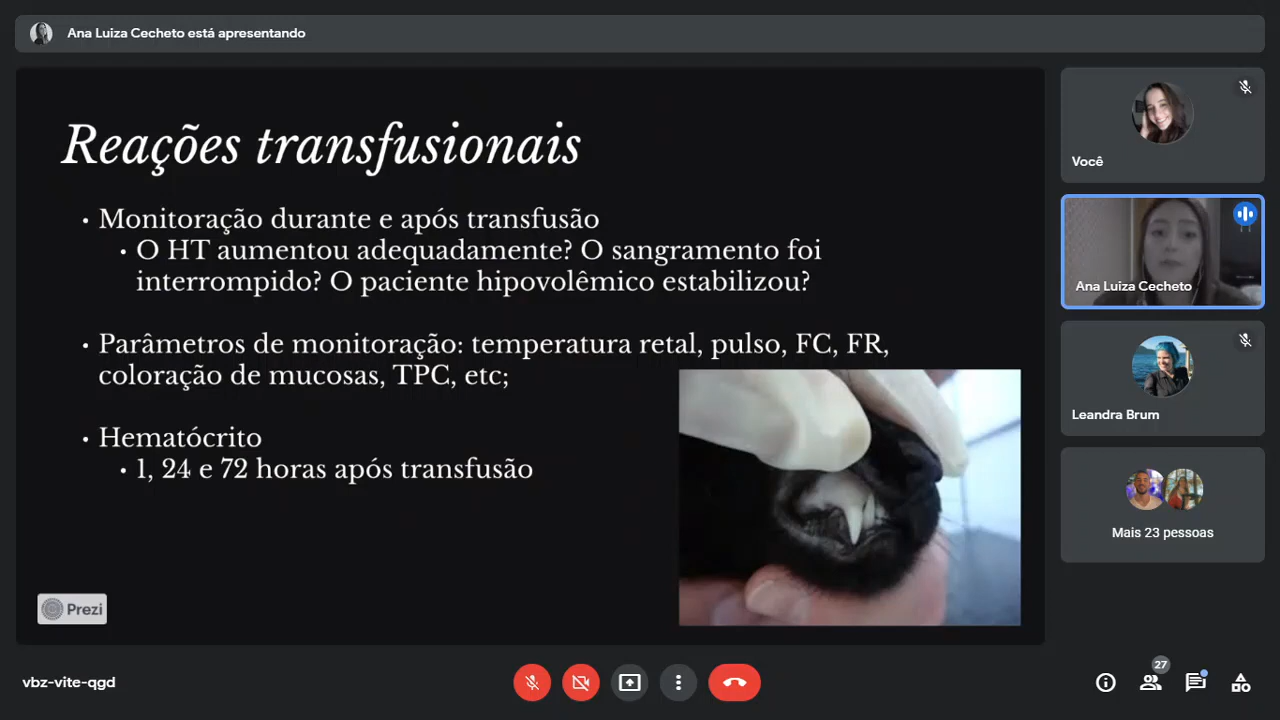 Ana Luiza Cecheto está apresentando
Reações transfusionais
• Monitoração durante e após transfusão
• O HT aumentou adequadamente? O sangramento foi
interrompido? O paciente hipovolêmico estabilizou?
• Parâmetros de monitoração: temperatura retal, pulso, FC, FR,
coloração de mucosas, TPC, etc;
• Hematócrito
• 1, 24 e 72 horas após transfusão
Prezi
Você
Ana Luiza Cecheto
Leandra Brum
Mais 23 pessoas
vbz-vite-qgd
27